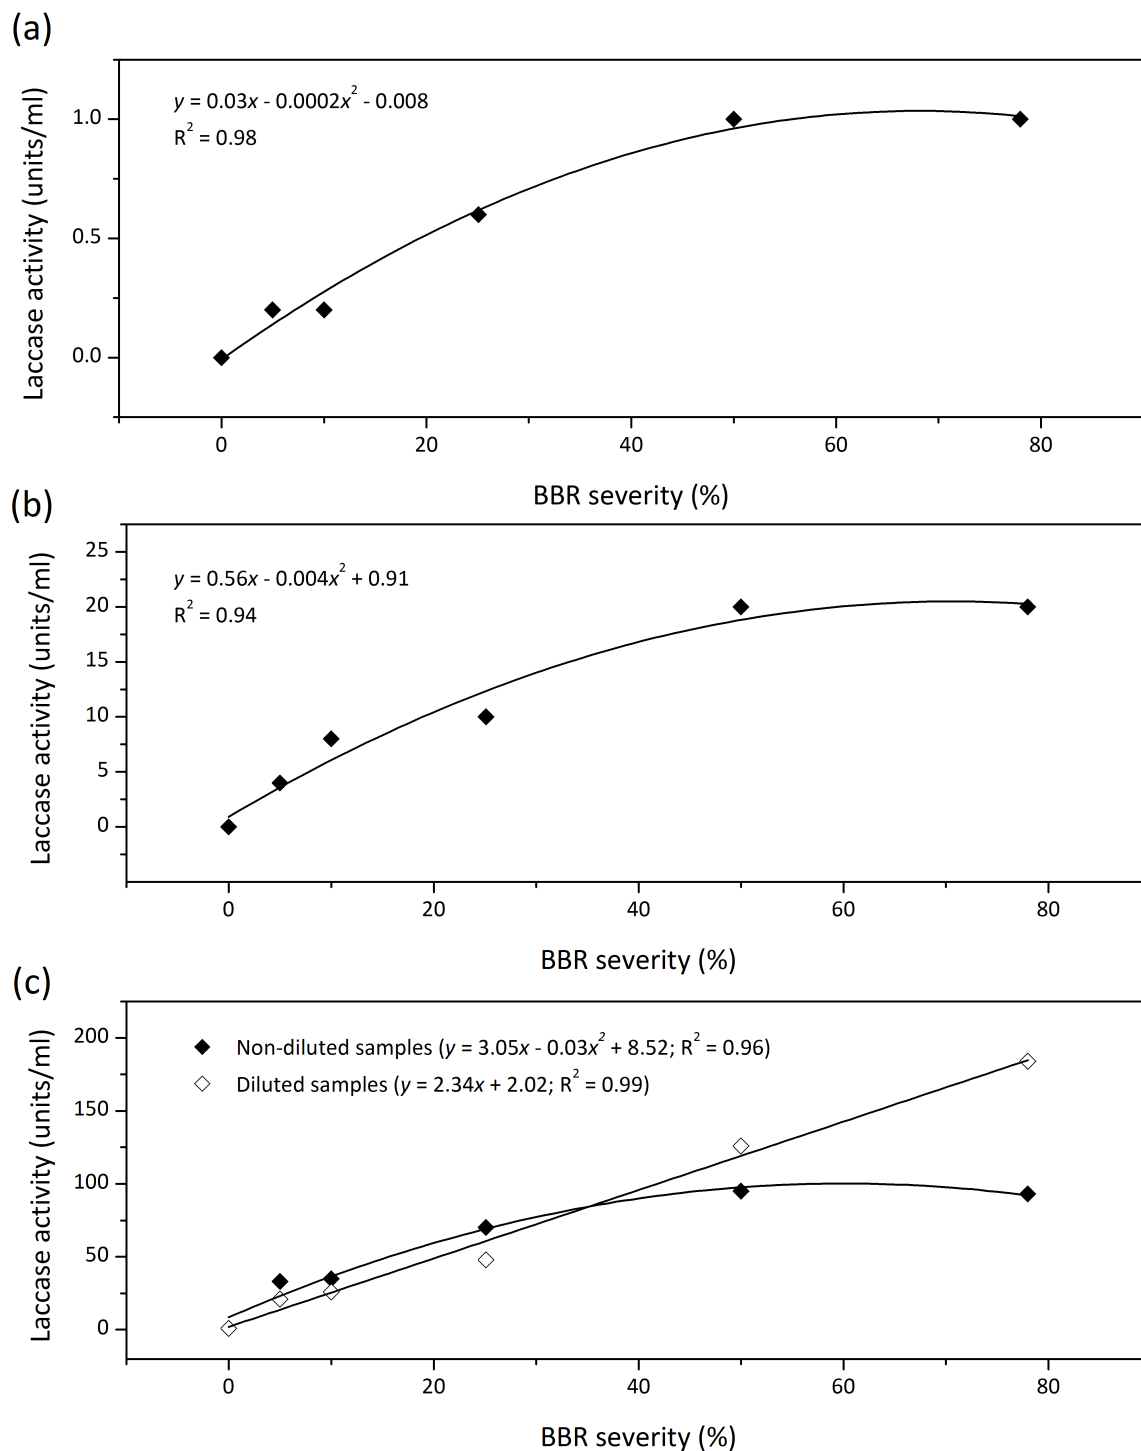 (a)
Laccase activity (units/ml)
y = 0.03x - 0.0002x² - 0.008
R² = 0.98
1.0
0.5
0.0
0 20 40 60 80
BBR severity (%)
(b)
Laccase activity (units/ml)
y = 0.56x - 0.004x² + 0.91
R² = 0.94
25
20
15
10
5
0
0 20 40 60 80
BBR severity (%)
(c)
Laccase activity (units/ml)
Non-diluted samples (y = 3.05x - 0.03x² + 8.52; R² = 0.96)
Diluted samples (y = 2.34x + 2.02; R² = 0.99)
200
150
100
50
0
0 20 40 60 80
BBR severity (%)